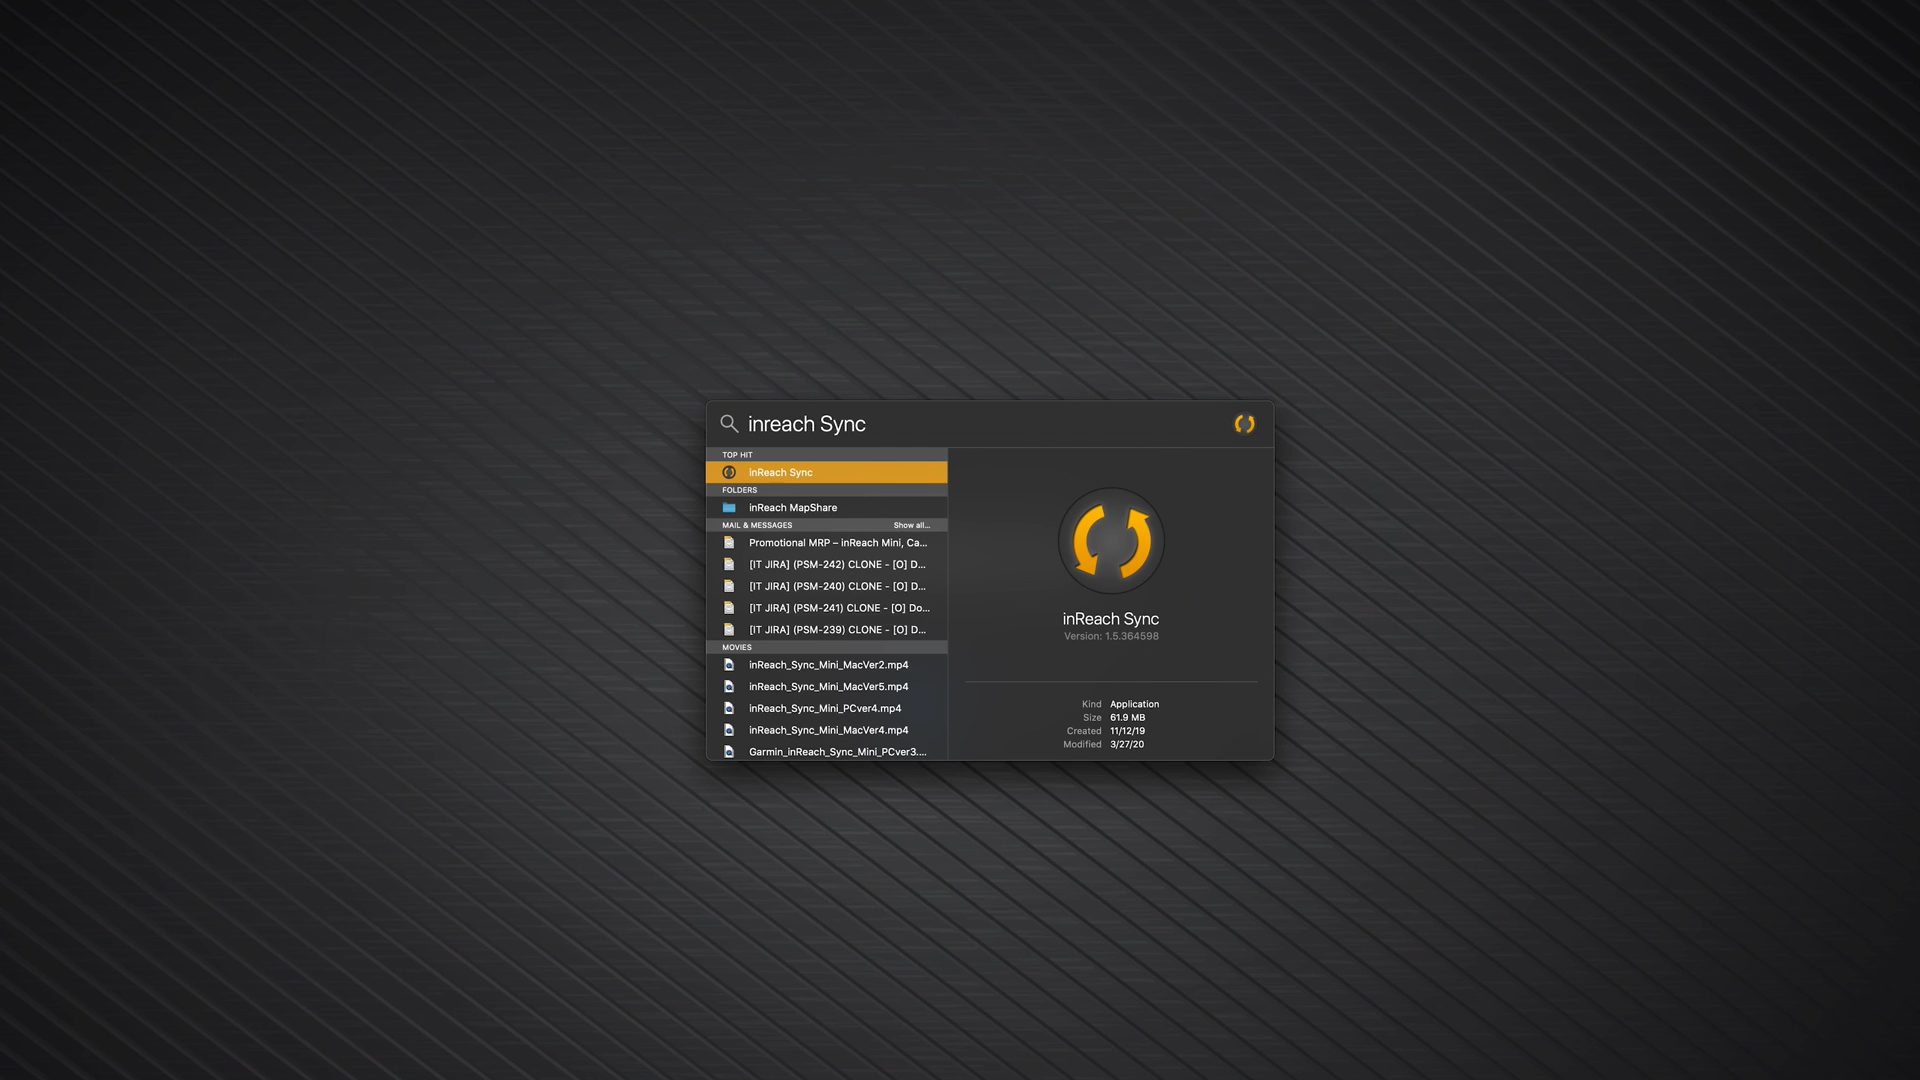 inreach Sync
TOP HIT
inReach Sync
FOLDERS
inReach MapShare
MAIL & MESSAGES Show all...
Promotional MRP – inReach Mini, Ca...
[IT JIRA] (PSM-242) CLONE - [O] D...
[IT JIRA] (PSM-240) CLONE - [O] D...
[IT JIRA] (PSM-241) CLONE - [O] Do...
[IT JIRA] (PSM-239) CLONE - [O] D...
MOVIES
inReach_Sync_Mini_MacVer2.mp4
inReach_Sync_Mini_MacVer5.mp4
inReach_Sync_Mini_PCver4.mp4
inReach_Sync_Mini_MacVer4.mp4
Garmin_inReach_Sync_Mini_PCver3....
inReach Sync
Version: 1.5.364598
Kind Application
Size 61.9 MB
Created 11/12/19
Modified 3/27/20